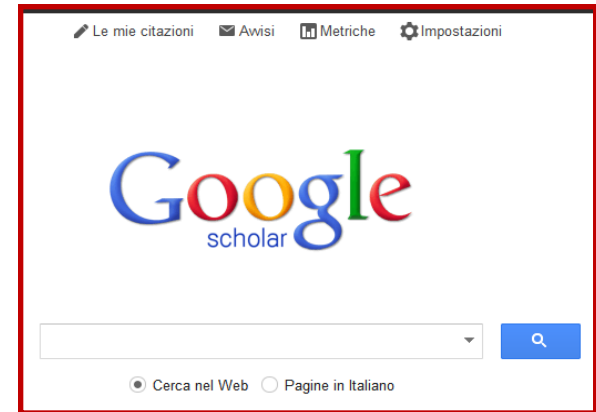 Le mie citazioni Avvisi Metriche Impostazioni
Google
scholar
Cerca nel Web Pagine in Italiano